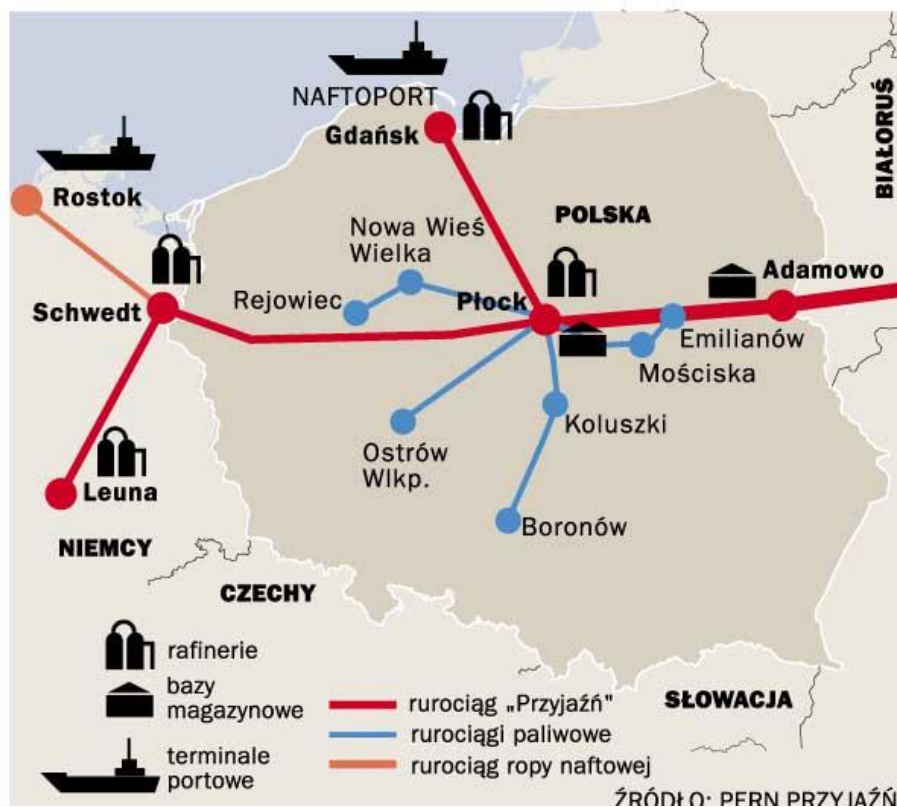 NAFTOPORT
Gdańsk
BIAŁORUŚ
Rostok
POLSKA
Nowa Wieś
Wielka
Adamowo
Rejowiec
Płock
Schwedt
Emilianów
Mościska
Koluszki
Ostrów
Wlkp.
Leuna
Boronów
NIEMCY
CZECHY
SŁOWACJA
rafinerie
bazy
magazynowe
terminale
portowe
rurociąg „Przyjaźń"
rurociągi paliwowe
rurociąg ropy naftowej
ŹRÓDŁO: PERN PRZYJAŹŃ